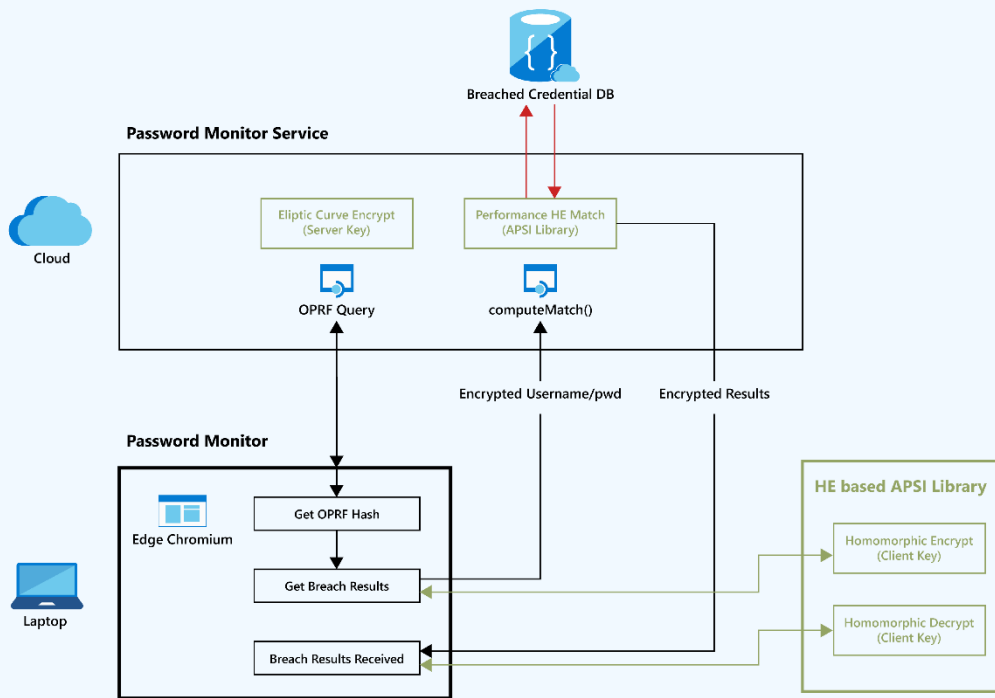 Breached Credential DB
Password Monitor Service
Eliptic Curve Encrypt
(Server Key)
Performance HE Match
(APSI Library)
Cloud
OPRF Query
computeMatch()
Encrypted Username/pwd
Encrypted Results
Password Monitor
HE based APSI Library
Get OPRF Hash
Edge Chromium
Homomorphic Encrypt
(Client Key)
Get Breach Results
Laptop
Homomorphic Decrypt
(Client Key)
Breach Results Received